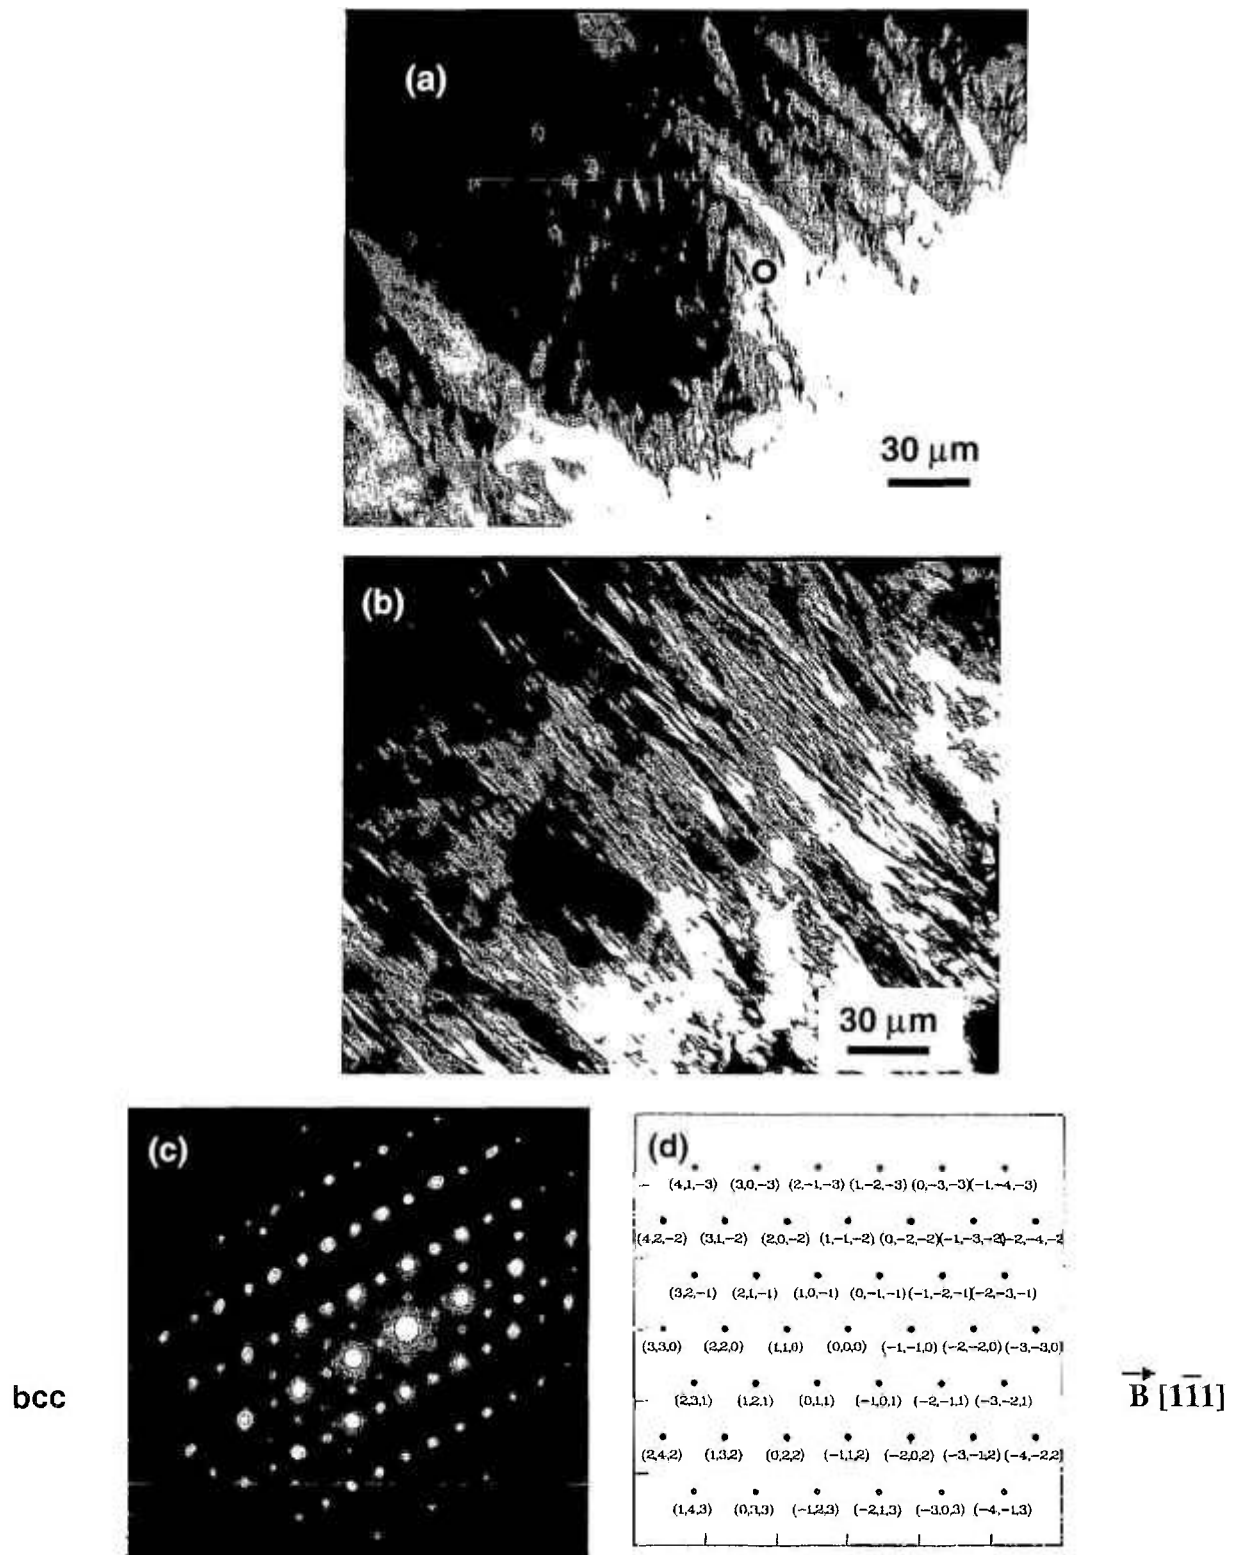 (a)
30 μm
(b)
30 μm
(c)
(d)
(4,1,−3) (3,0,−3) (2,−1,−3) (1,−2,−3) (0,−3,−3)(−1,−4,−3)
(4,2,−2) (3,1,−2) (2,0,−2) (1,−1,−2) (0,−2,−2)(−1,−3,−2)(−2,−4,−2
(3,2,−1) (2,1,−1) (1,0,−1) (0,−1,−1) (−1,−2,−1)(−2,−3,−1)
(3,3,0) (2,2,0) (1,1,0) (0,0,0) (−1,−1,0) (−2,−2,0) (−3,−3,0)
(2,3,1) (1,2,1) (0,1,1) (−1,0,1) (−2,−1,1) (−3,−2,1)
(2,4,2) (1,3,2) (0,2,2) (−1,1,2) (−2,0,2) (−3,−1,2) (−4,−2,2)
(1,4,3) (0,3,3) (−1,2,3) (−2,1,3) (−3,0,3) (−4,−1,3)
bcc
B⃗ [11̅1]